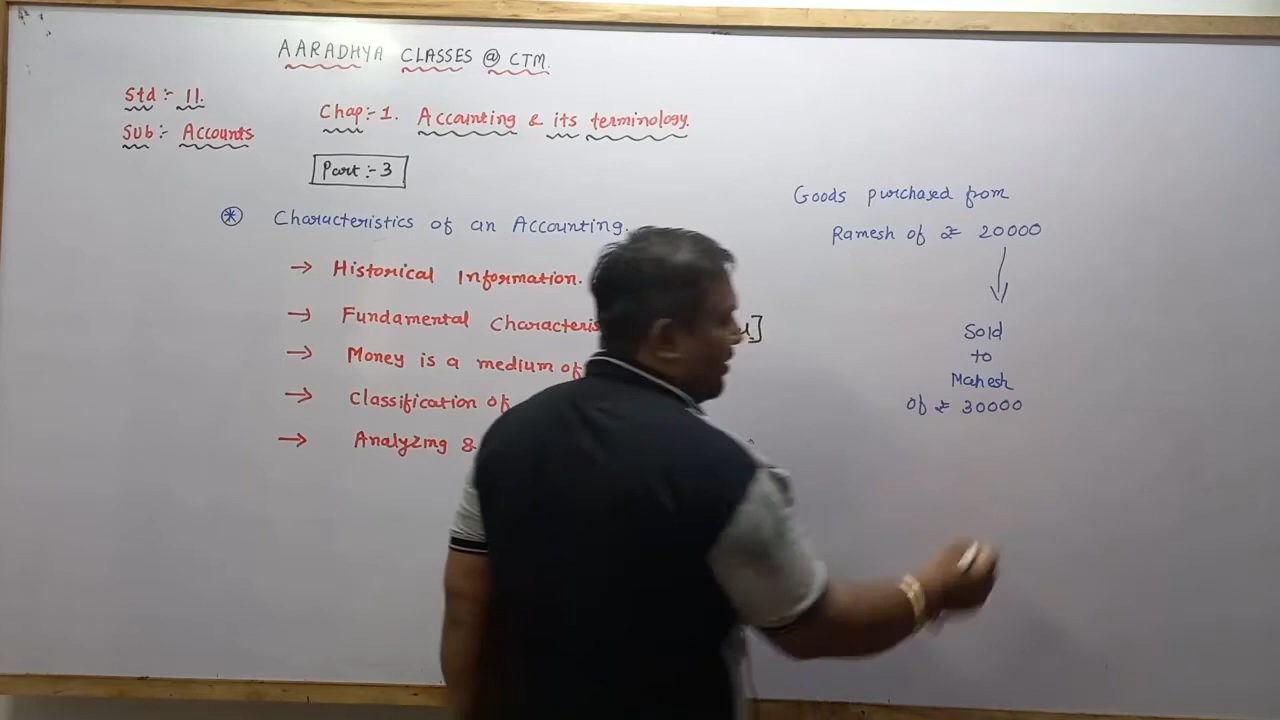 AARADHYA CLASSES @ CTM.
Std :- 11.
Sub :- Accounts
Chap :- 1. Accounting & its terminology.
Part :- 3
* Characteristics of an Accounting.
→ Historical Information.
→ Fundamental
→ Money is a medium of
→ Classification of
→ Analyzing &
Goods purchased from
Ramesh of ₹ 20000
Sold
to
Mahesh
of ₹ 30000